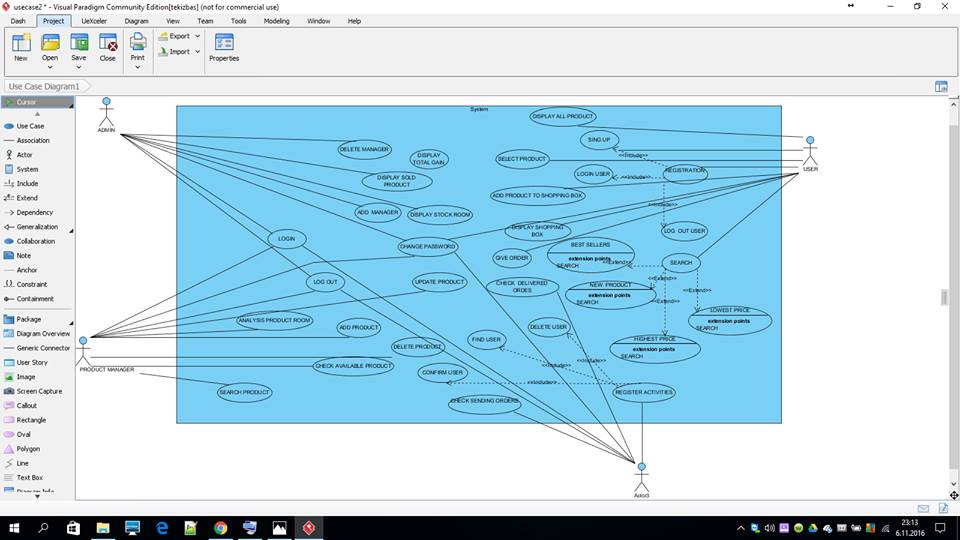 usecase2 * - Visual Paradigm Community Edition[tekizbas] (not for commercial use)
Dash
Project
UeXceler
Diagram
View
Team
Tools
Modeling
Window
Help
New
Open
Save
Close
Print
Export
Import
Properties
Use Case Diagram1
Cursor
Use Case
Association
Actor
System
Include
Extend
Dependency
Generalization
Collaboration
Note
Anchor
Constraint
Containment
Package
Diagram Overview
Generic Connector
User Story
Image
Screen Capture
Callout
Rectangle
Oval
Polygon
Line
Text Box
System
ADMIN
USER
PRODUCT MANAGER
DISPLAY ALL PRODUCT
SING UP
DELETE MANAGER
DISPLAY
TOTAL GAIN
SELECT PRODUCT
<<Include>>
LOGIN USER
<<Include>>
REGISTRATION
DISPLAY SOLD
PRODUCT
ADD PRODUCT TO SHOPPING BOX
<<Include>>
ADD MANAGER
DISPLAY STOCK ROOM
DISPLAY SHOPPING
BOX
LOG OUT USER
LOGIN
CHANGE PASSWORD
BEST SELLERS
extension points
SEARCH
GIVE ORDER
<<Extend>>
SEARCH
LOG OUT
UPDATE PRODUCT
CHECK DELIVERED
ORDES
NEW PRODUCT
extension points
SEARCH
<<Extend>>
<<Extend>>
<<Extend>>
LOWEST PRICE
extension points
SEARCH
ANALYSIS PRODUCT ROOM
ADD PRODUCT
DELETE USER
FIND USER
HIGHEST PRICE
extension points
SEARCH
DELETE PRODUCT
<<Include>>
<<Include>>
CHECK AVAILABLE PRODUCT
CONFIRM USER
<<Include>>
SEARCH PRODUCT
REGISTER ACTIVITIES
CHECK SENDING ORDERS
23:13
6.11.2016